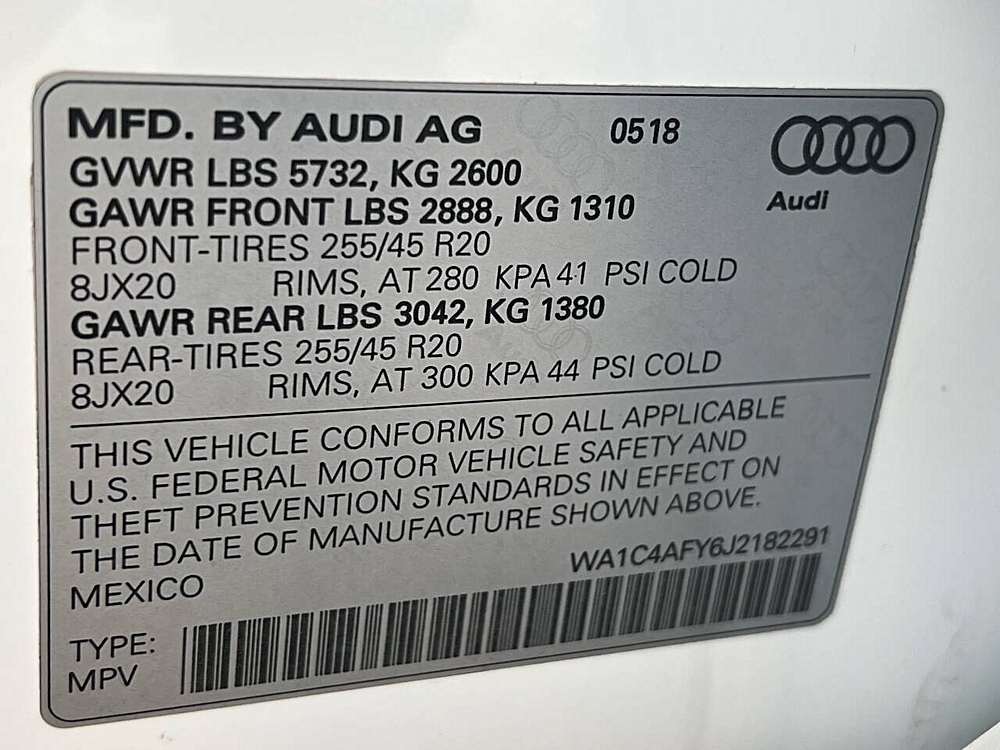 MFD. BY AUDI AG 0518
Audi
GVWR LBS 5732, KG 2600
GAWR FRONT LBS 2888, KG 1310
FRONT-TIRES 255/45 R20
8JX20 RIMS, AT 280 KPA 41 PSI COLD
GAWR REAR LBS 3042, KG 1380
REAR-TIRES 255/45 R20
8JX20 RIMS, AT 300 KPA 44 PSI COLD
THIS VEHICLE CONFORMS TO ALL APPLICABLE
U.S. FEDERAL MOTOR VEHICLE SAFETY AND
THEFT PREVENTION STANDARDS IN EFFECT ON
THE DATE OF MANUFACTURE SHOWN ABOVE.
MEXICO WA1C4AFY6J2182291
TYPE:
MPV